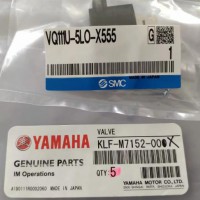 VQ111U-5LO-X555
G
1
SMC
YAMAHA
GENUINE PARTS
IM Operations
VALVE
KLF-M7152-00X
QTY:5
MADE IN JAPAN
YAMAHA MOTOR CO., LTD.